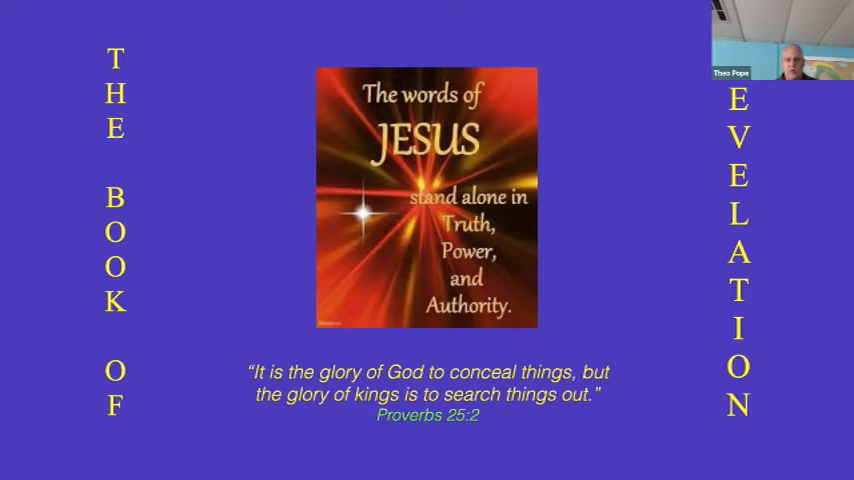 THE BOOK OF
The words of
JESUS
stand alone in
Truth,
Power,
and
Authority.
"It is the glory of God to conceal things, but
the glory of kings is to search things out."
Proverbs 25:2
Theo Pope
EVELATION